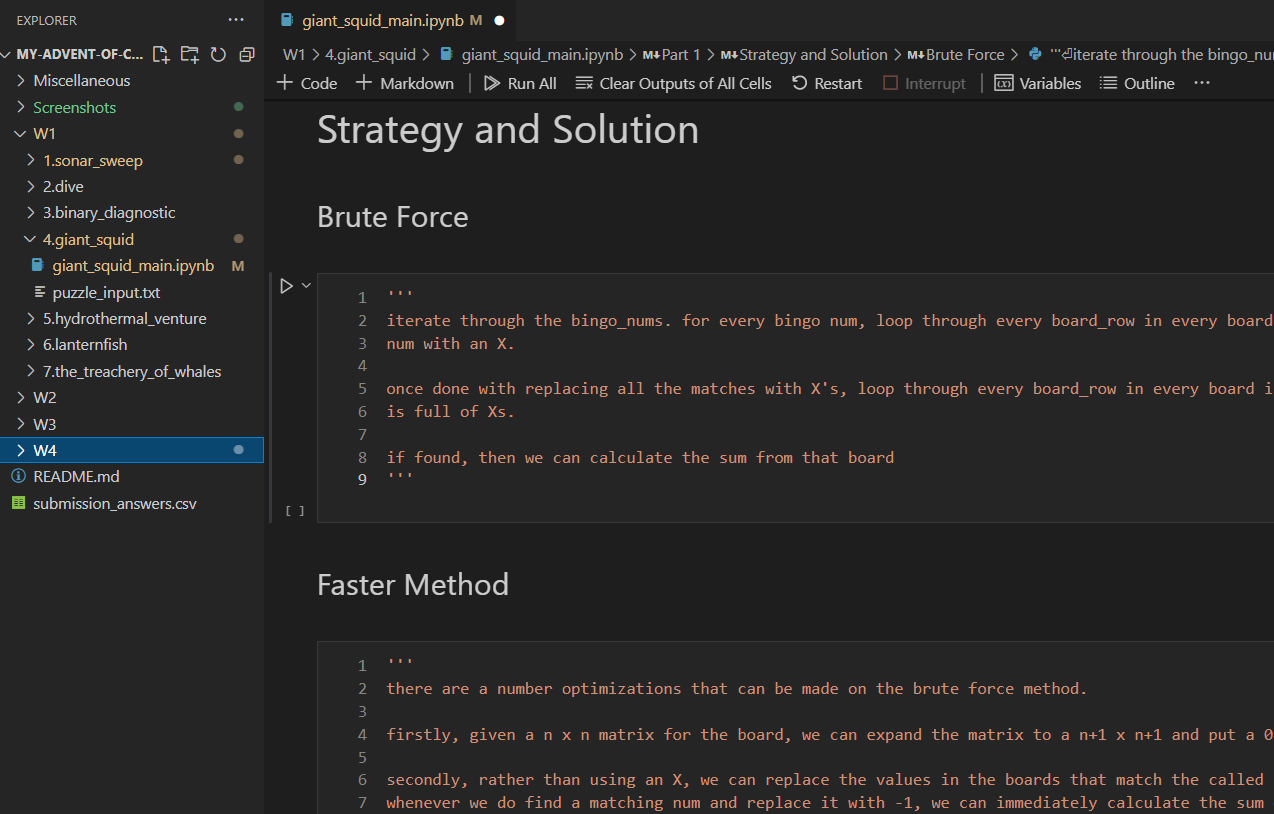 EXPLORER
MY-ADVENT-OF-C...
Miscellaneous
Screenshots
W1
1.sonar_sweep
2.dive
3.binary_diagnostic
4.giant_squid
giant_squid_main.ipynb M
puzzle_input.txt
5.hydrothermal_venture
6.lanternfish
7.the_treachery_of_whales
W2
W3
W4
README.md
submission_answers.csv
giant_squid_main.ipynb M
W1 > 4.giant_squid > giant_squid_main.ipynb > M↓Part 1 > M↓Strategy and Solution > M↓Brute Force > '''⏎iterate through the bingo_nu
+ Code + Markdown | Run All Clear Outputs of All Cells Restart Interrupt | Variables Outline ...
Strategy and Solution
Brute Force
1 '''
2 iterate through the bingo_nums. for every bingo num, loop through every board_row in every board
3 num with an X.
4
5 once done with replacing all the matches with X's, loop through every board_row in every board i
6 is full of Xs.
7
8 if found, then we can calculate the sum from that board
9 '''
[ ]
Faster Method
1 '''
2 there are a number optimizations that can be made on the brute force method.
3
4 firstly, given a n x n matrix for the board, we can expand the matrix to a n+1 x n+1 and put a 0
5
6 secondly, rather than using an X, we can replace the values in the boards that match the called
7 whenever we do find a matching num and replace it with -1, we can immediately calculate the sum